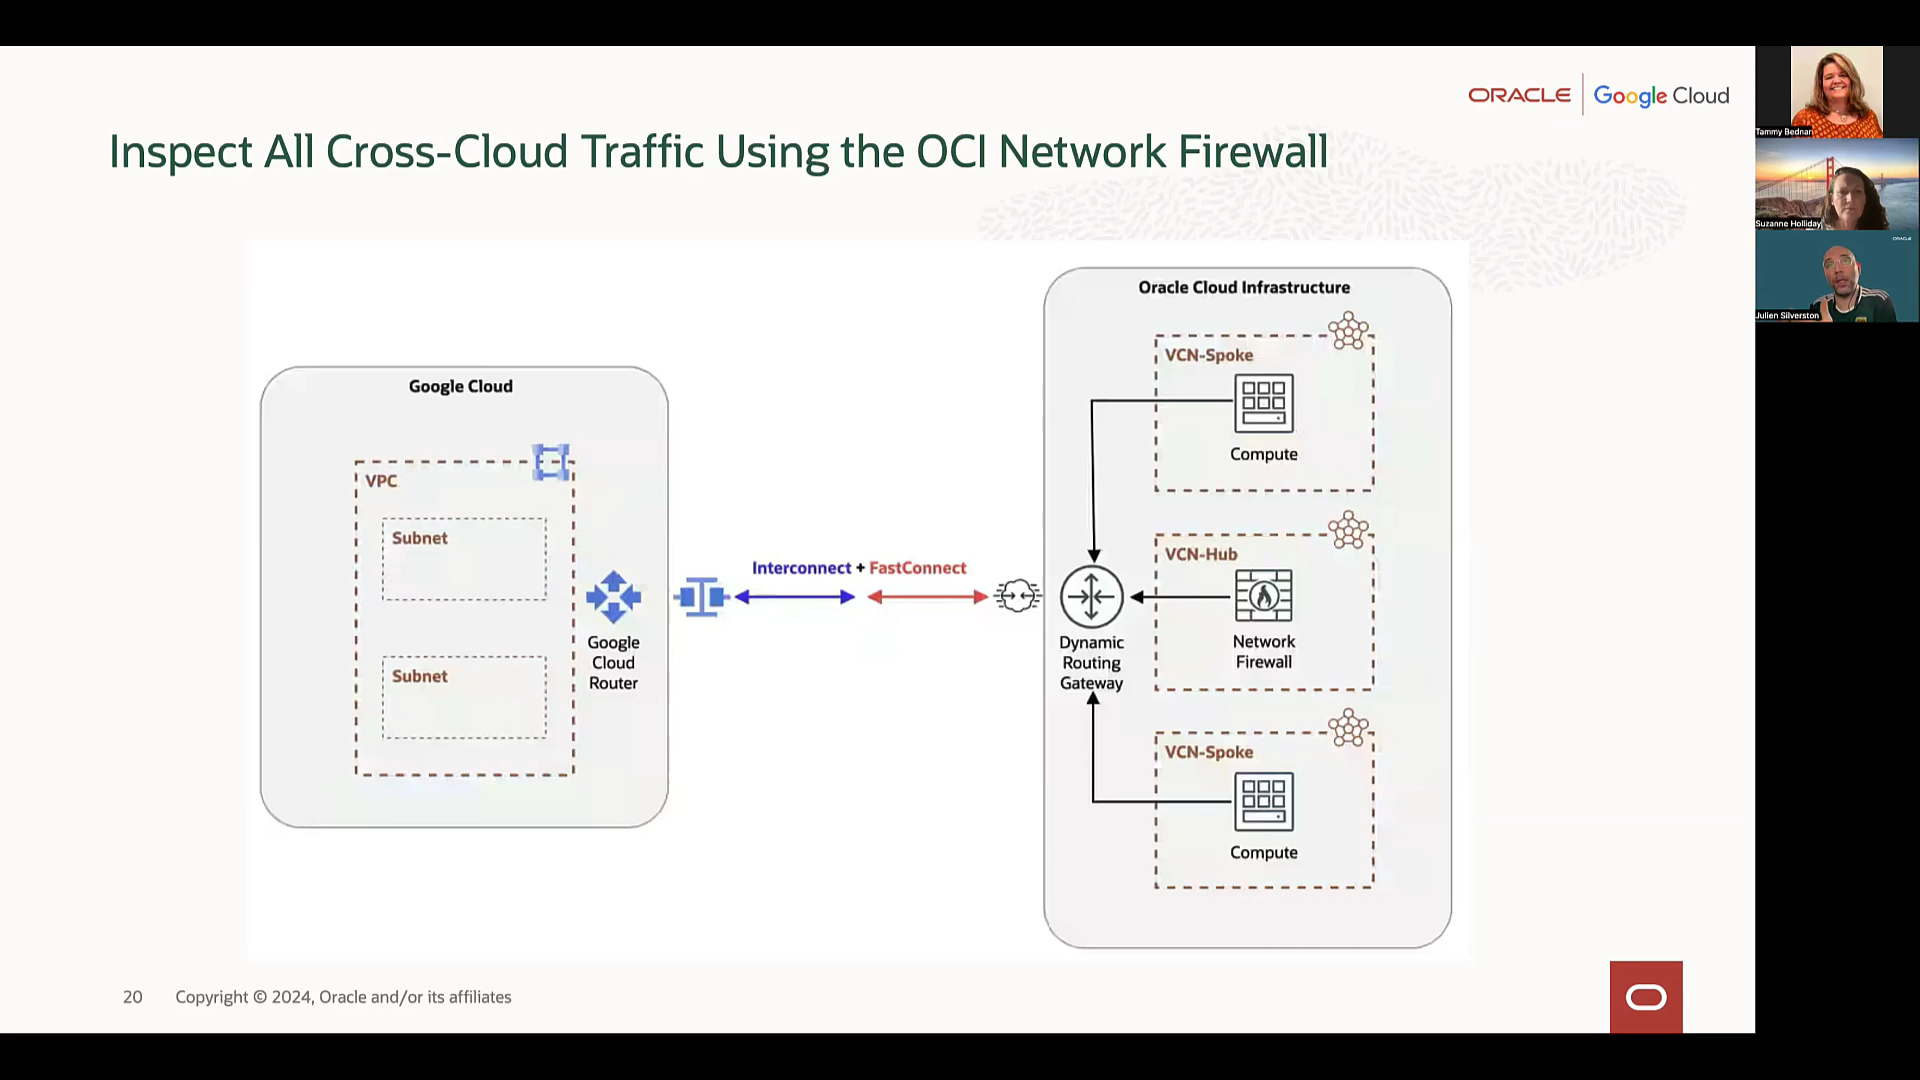 ORACLE | Google Cloud
Inspect All Cross-Cloud Traffic Using the OCI Network Firewall
Google Cloud
VPC
Subnet
Subnet
Google
Cloud
Router
Interconnect + FastConnect
Oracle Cloud Infrastructure
VCN-Spoke
Compute
VCN-Hub
Dynamic
Routing
Gateway
Network
Firewall
VCN-Spoke
Compute
20 Copyright © 2024, Oracle and/or its affiliates
Tammy Bednar
Suzanne Holliday
ORACLE
Julien Silverston